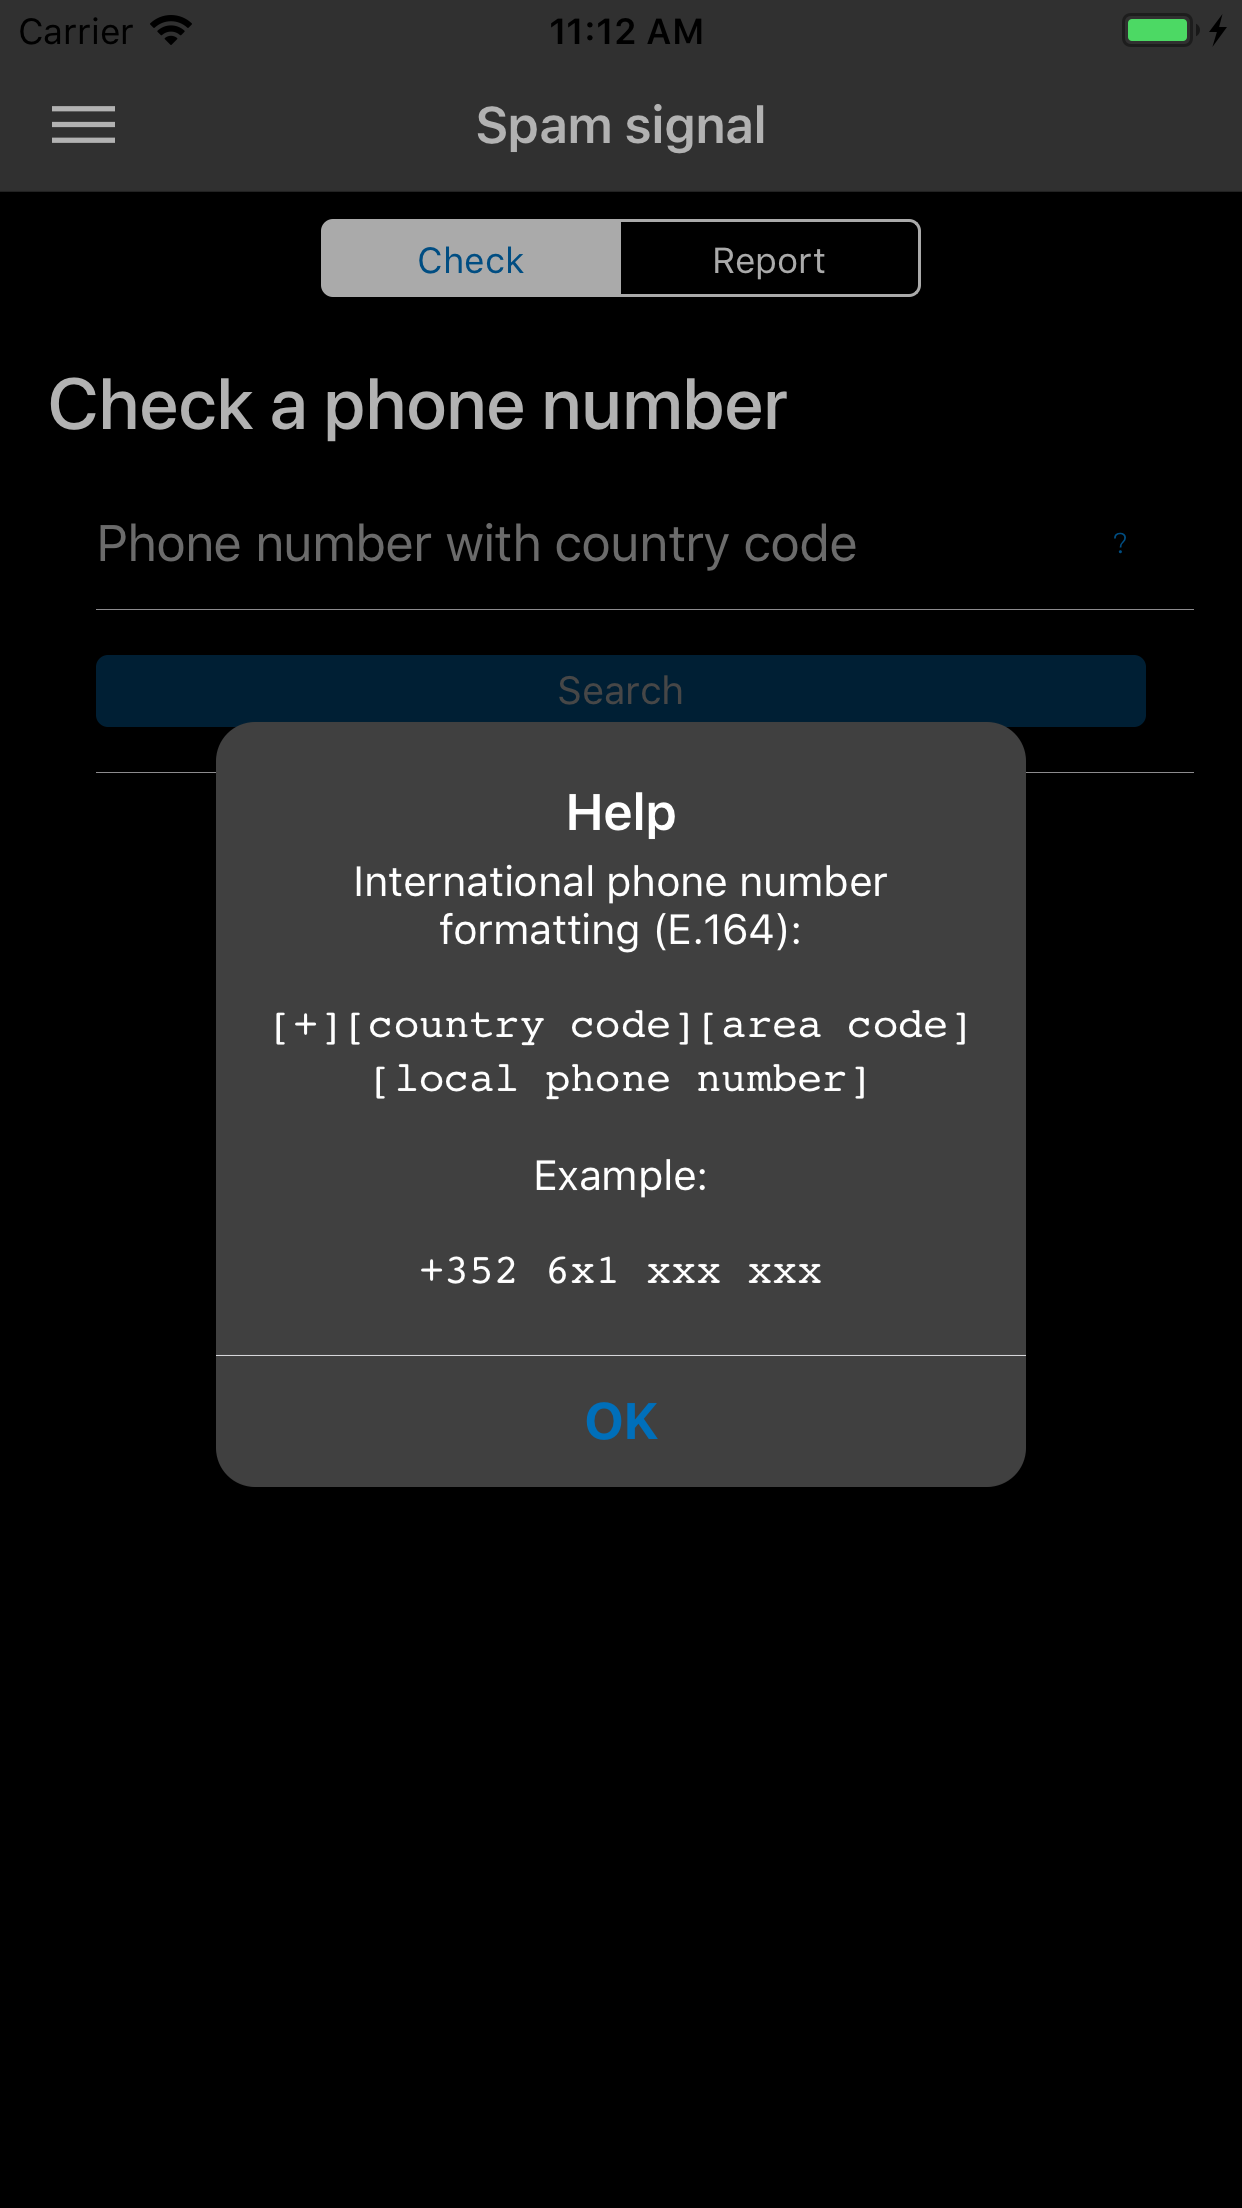 Carrier
11:12 AM
Spam signal
Check
Report
Check a phone number
Phone number with country code
?
Search
Help
International phone number
formatting (E.164):
[+][country code][area code]
[local phone number]
Example:
+352 6x1 xxx xxx
OK